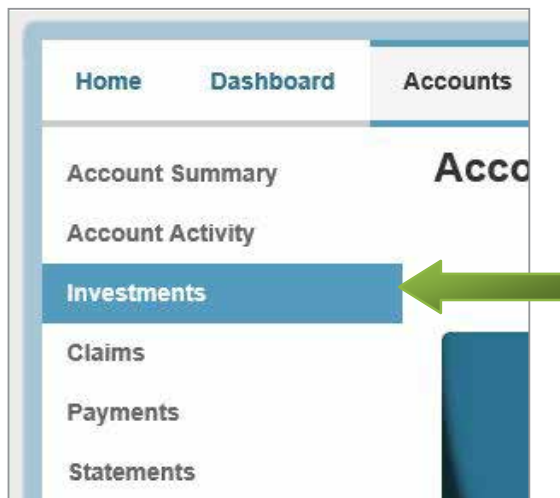 Home Dashboard Accounts
Account Summary
Acco
Account Activity
Investments
Claims
Payments
Statements